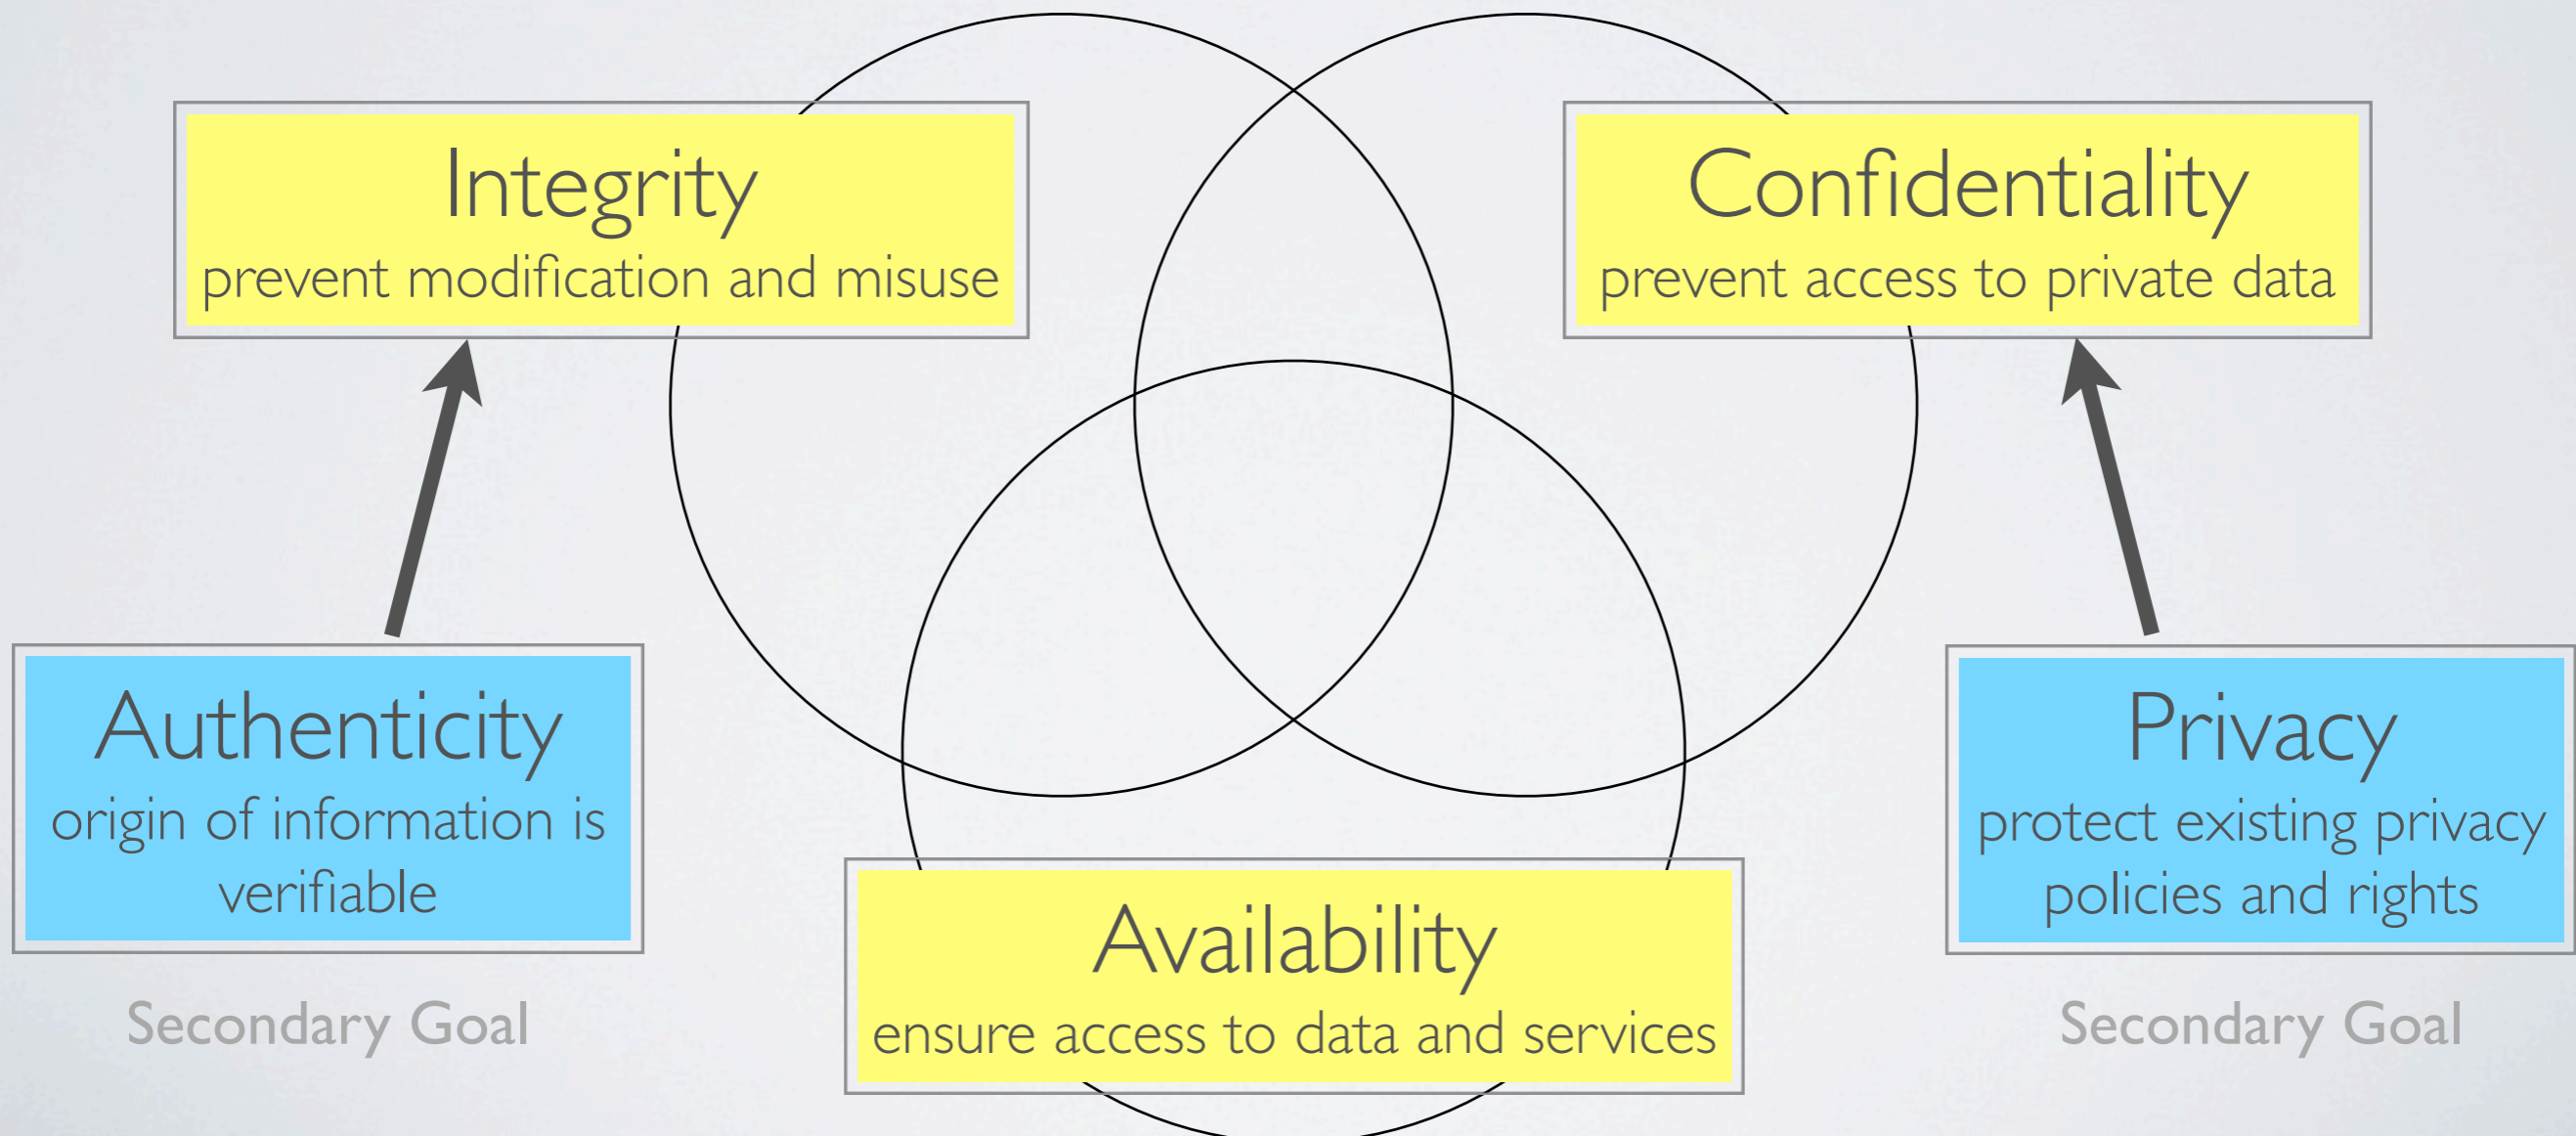 Integrity
prevent modification and misuse
Confidentiality
prevent access to private data
Authenticity
origin of information is
verifiable
Secondary Goal
Availability
ensure access to data and services
Privacy
protect existing privacy
policies and rights
Secondary Goal